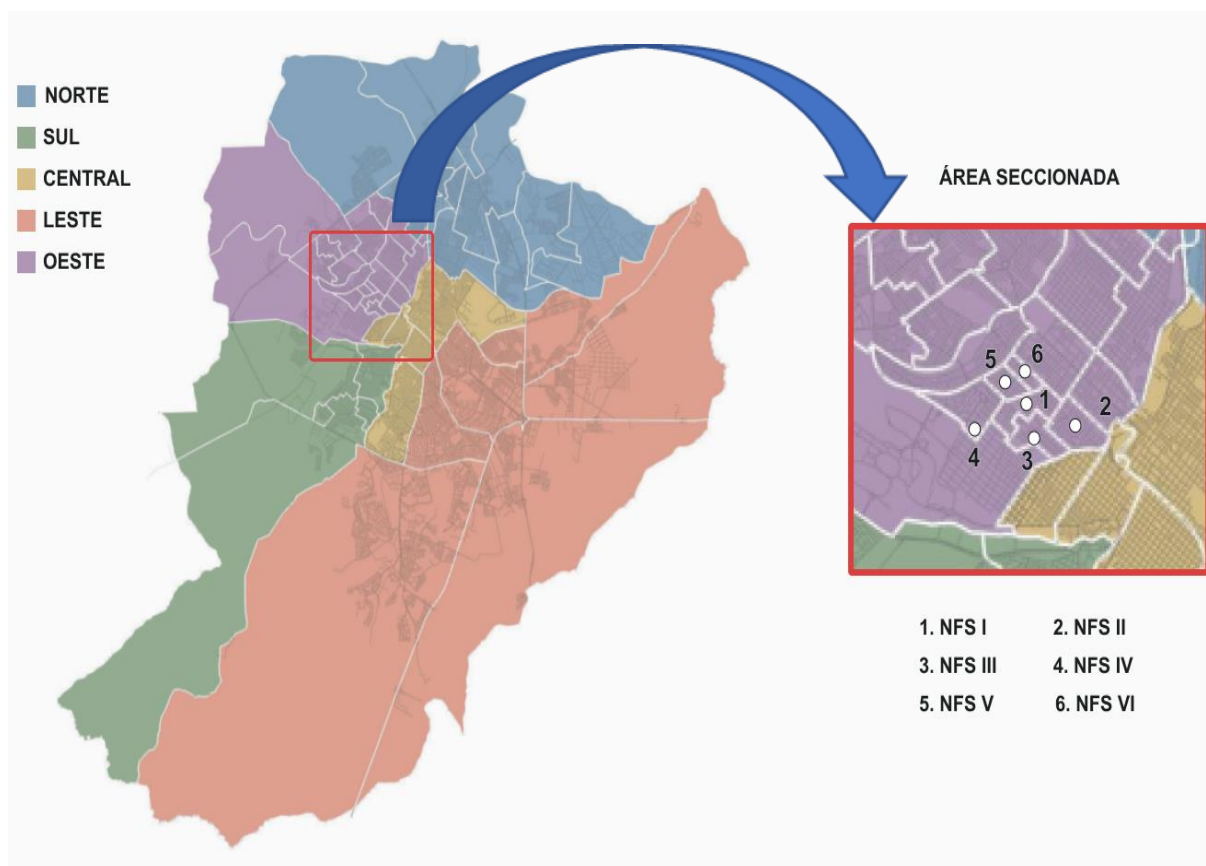 NORTE
SUL
CENTRAL
LESTE
OESTE
ÁREA SECCIONADA
5
6
1
2
4
3
1. NFS I
2. NFS II
3. NFS III
4. NFS IV
5. NFS V
6. NFS VI